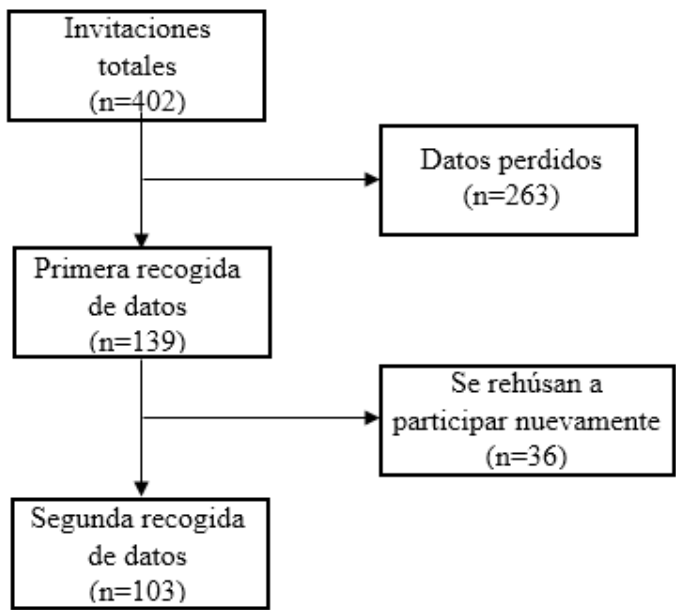 Invitaciones
totales
(n=402)
Datos perdidos
(n=263)
Primera recogida
de datos
(n=139)
Se rehúsan a
participar nuevamente
(n=36)
Segunda recogida
de datos
(n=103)